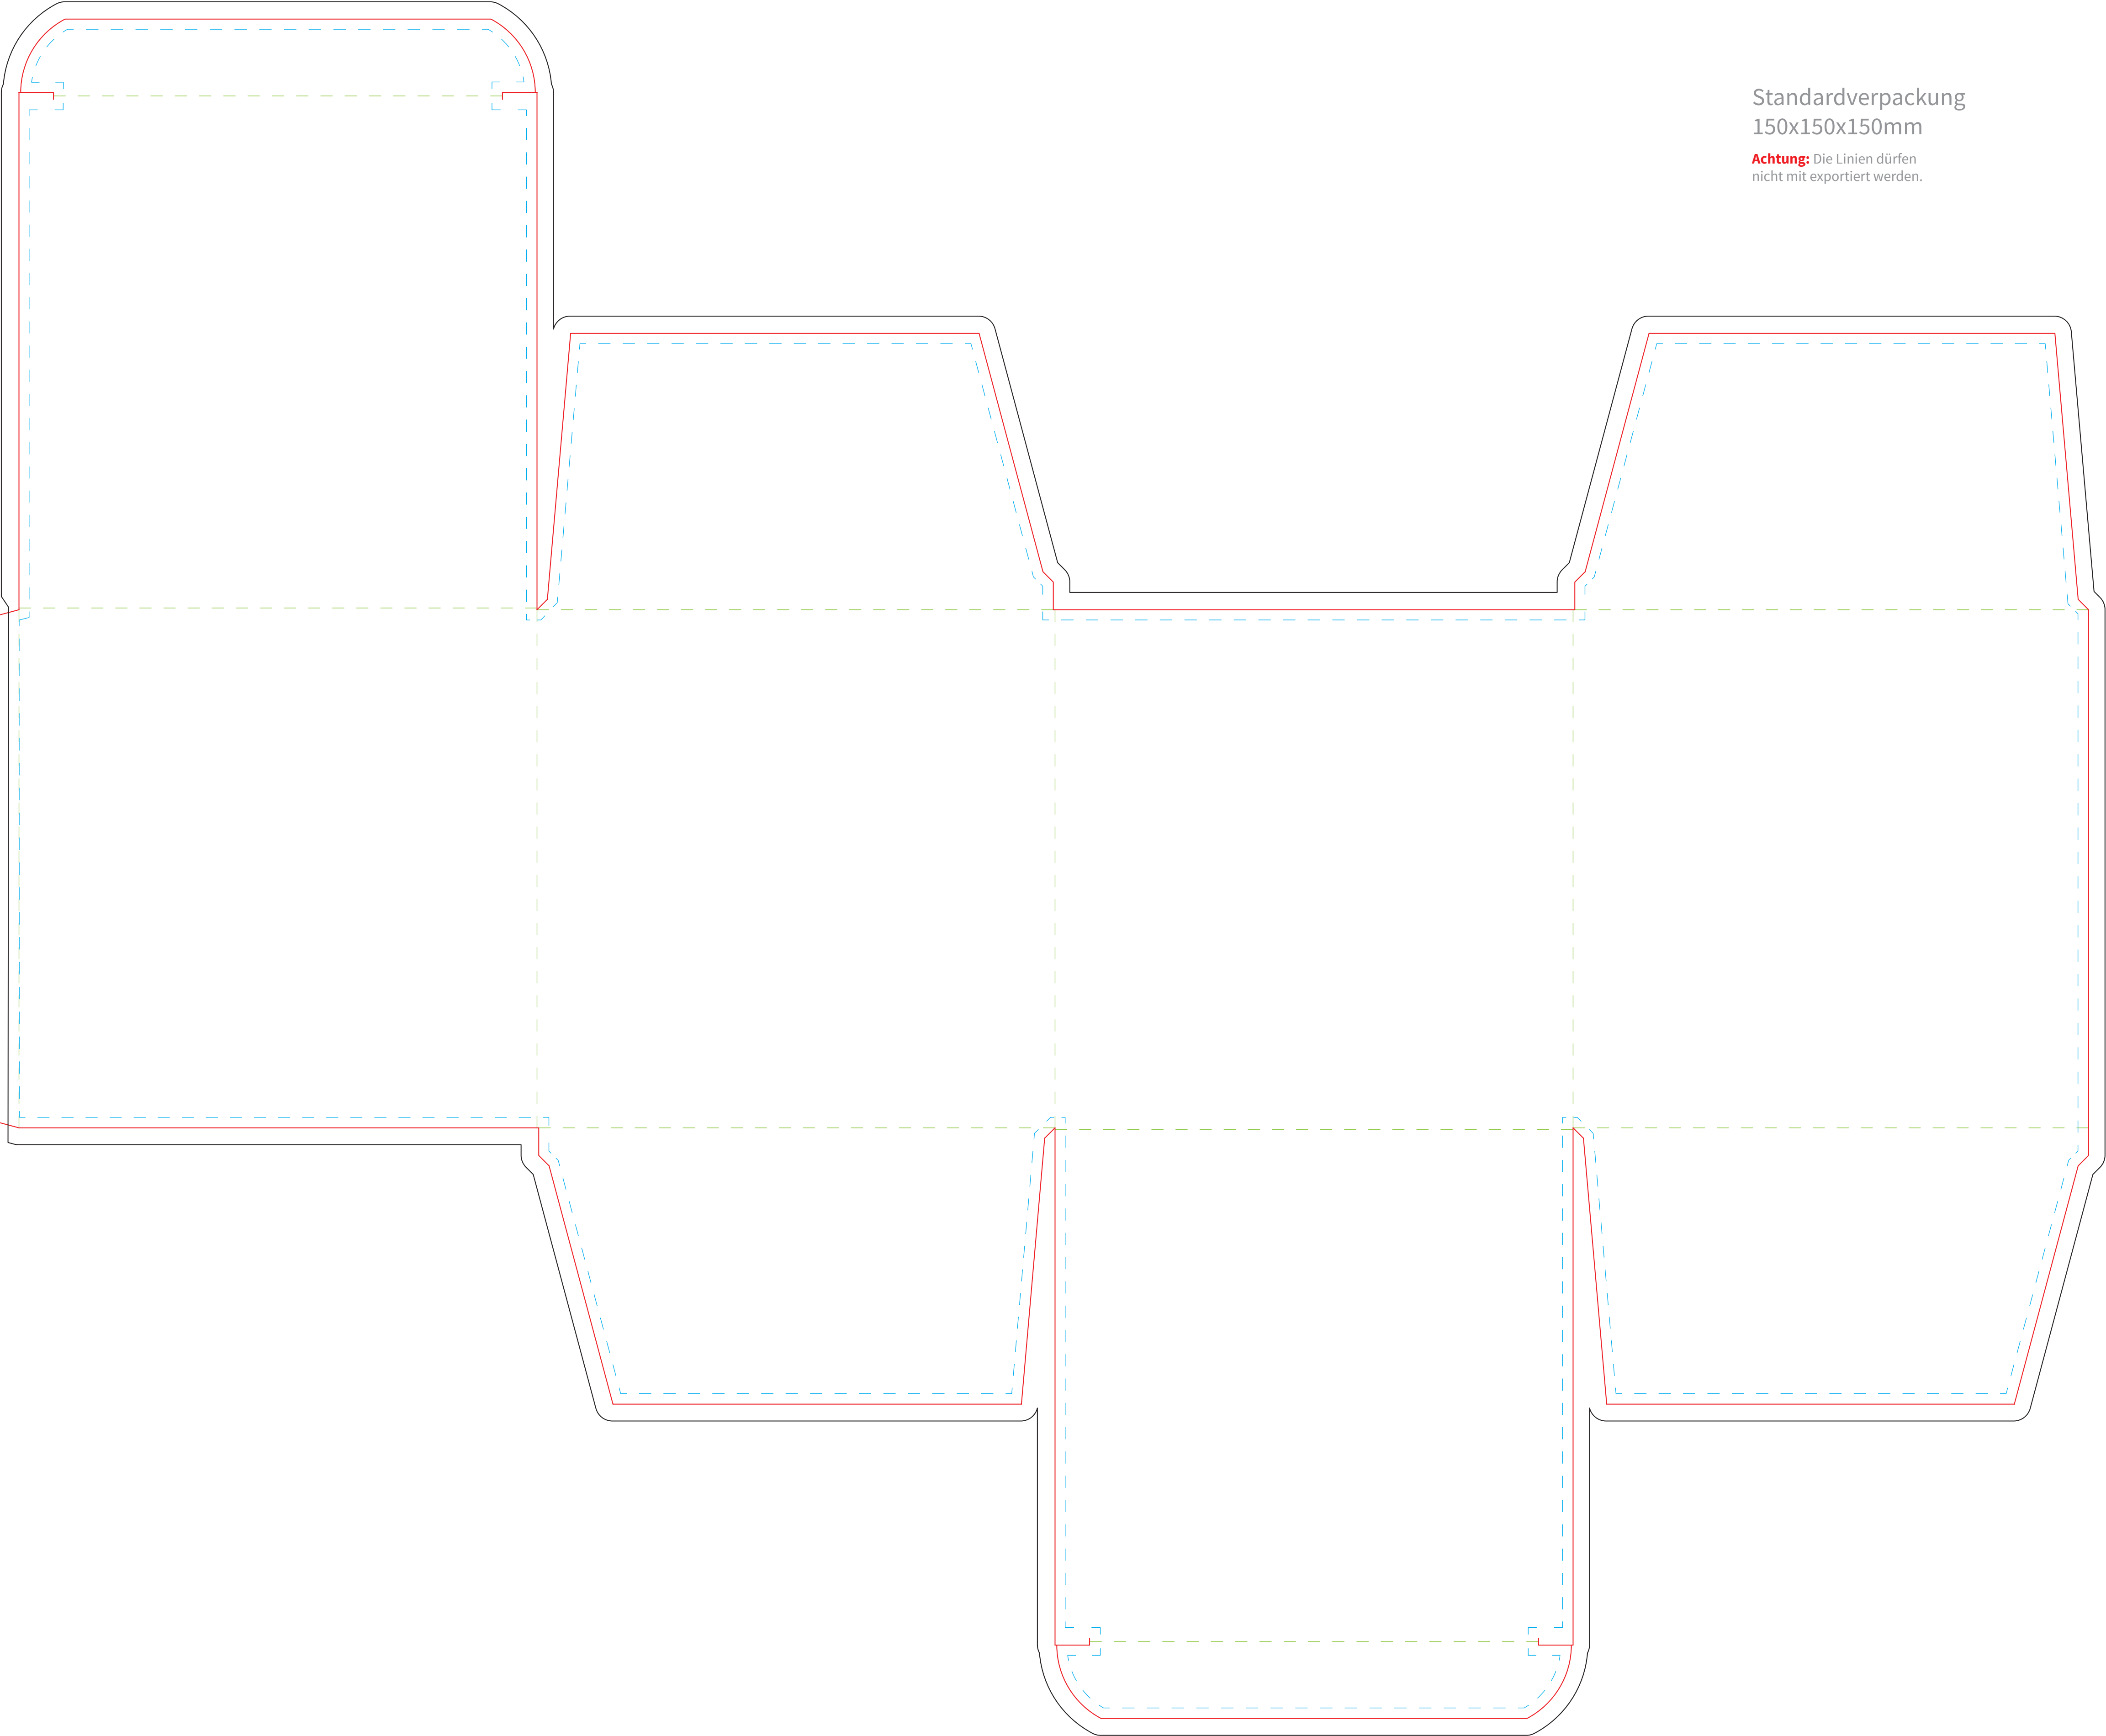 Standardverpackung
150x150x150mm
Achtung: Die Linien dürfen
nicht mit exportiert werden.